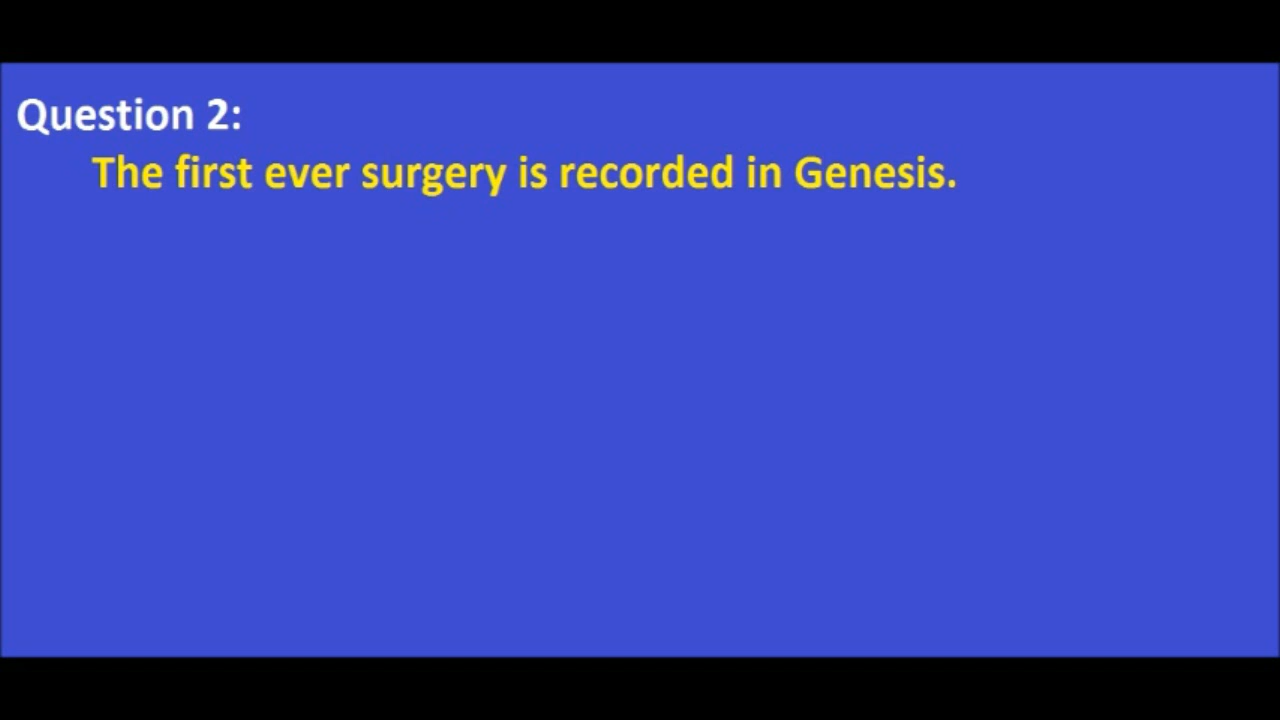 Question 2:
The first ever surgery is recorded in Genesis.